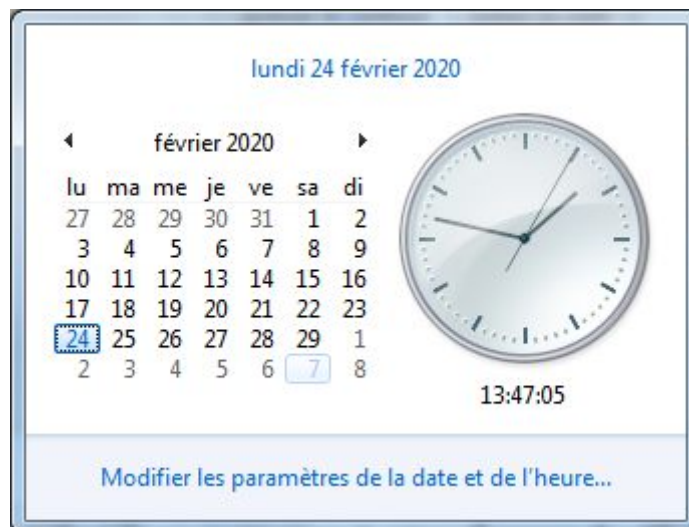 lundi 24 février 2020
février 2020
lu ma me je ve sa di
27 28 29 30 31 1 2
3 4 5 6 7 8 9
10 11 12 13 14 15 16
17 18 19 20 21 22 23
24 25 26 27 28 29 1
2 3 4 5 6 7 8
13:47:05
Modifier les paramètres de la date et de l'heure...